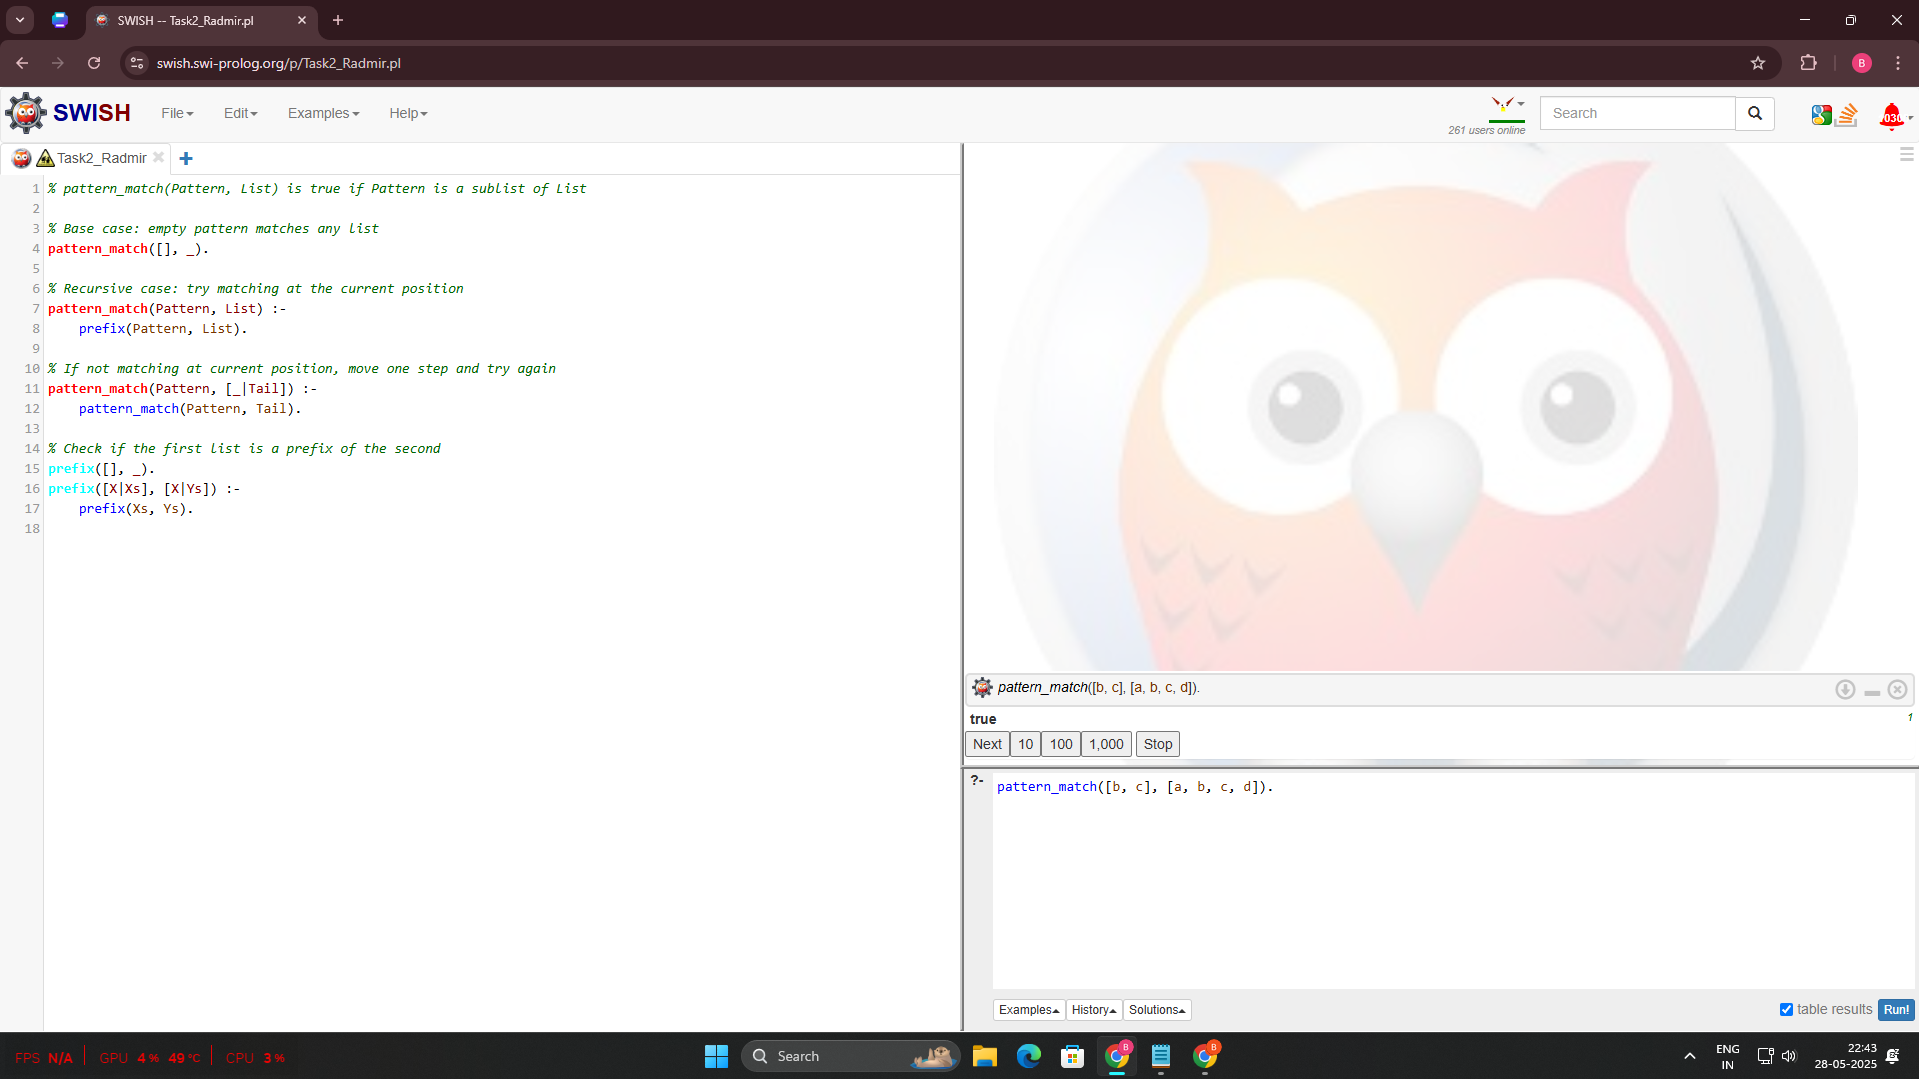 SWISH -- Task2_Radmir.pl
swish.swi-prolog.org/p/Task2_Radmir.pl
B
SWISH
File
Edit
Examples
Help
261 users online
Search
Task2_Radmir
1 % pattern_match(Pattern, List) is true if Pattern is a sublist of List
2
3 % Base case: empty pattern matches any list
4 pattern_match([], _).
5
6 % Recursive case: try matching at the current position
7 pattern_match(Pattern, List) :-
8     prefix(Pattern, List).
9
10 % If not matching at current position, move one step and try again
11 pattern_match(Pattern, [_|Tail]) :-
12     pattern_match(Pattern, Tail).
13
14 % Check if the first list is a prefix of the second
15 prefix([], _).
16 prefix([X|Xs], [X|Ys]) :-
17     prefix(Xs, Ys).
18
pattern_match([b, c], [a, b, c, d]).
true
1
Next 10 100 1,000 Stop
?- pattern_match([b, c], [a, b, c, d]).
Examples History Solutions
table results Run!
FPS N/A GPU 4 % 49 °C CPU 3 %
Search
B
B
ENG
IN
22:43
28-05-2025